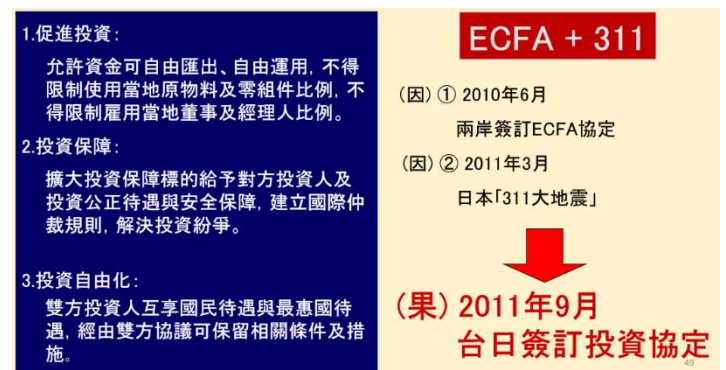 1.促進投資:
允許資金可自由匯出、自由運用, 不得
限制使用當地原物料及零組件比例, 不
得限制雇用當地董事及經理人比例。
2.投資保障:
擴大投資保障標的給予對方投資人及
投資公正待遇與安全保障, 建立國際仲
裁規則, 解決投資紛爭。
3.投資自由化:
雙方投資人互享國民待遇與最惠國待
遇, 經由雙方協議可保留相關條件及措
施。
ECFA + 311
(因) ① 2010年6月
兩岸簽訂ECFA協定
(因) ② 2011年3月
日本「311大地震」
(果) 2011年9月
台日簽訂投資協定
49